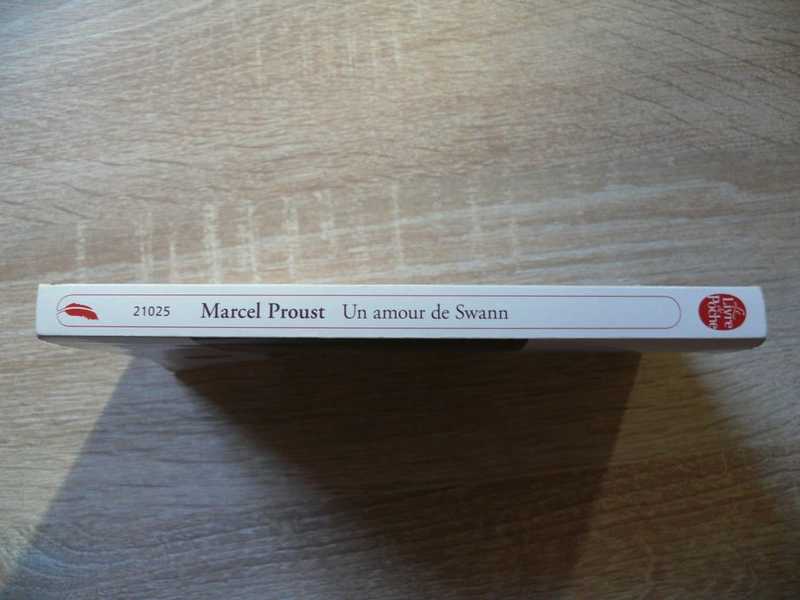 21025 Marcel Proust Un amour de Swann
Le
Livre
de
Poche